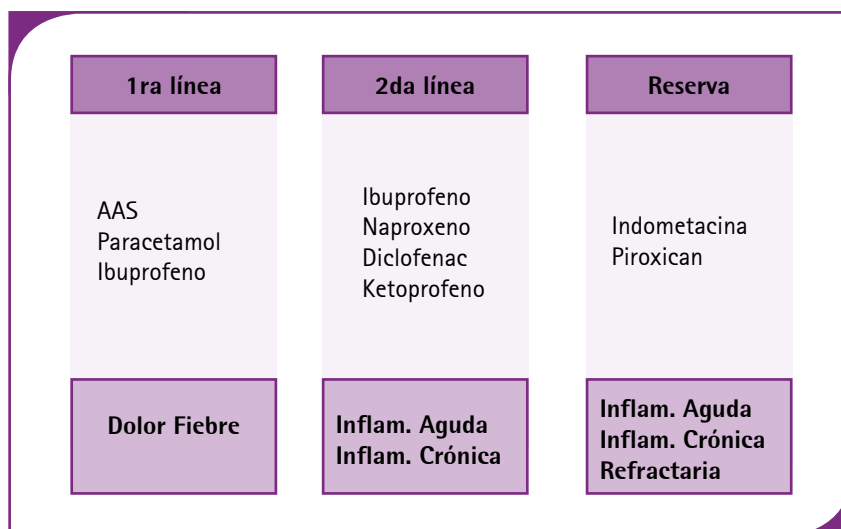 1ra línea
AAS
Paracetamol
Ibuprofeno
Dolor Fiebre
2da línea
Ibuprofeno
Naproxeno
Diclofenac
Ketoprofeno
Inflam. Aguda
Inflam. Crónica
Reserva
Indometacina
Piroxican
Inflam. Aguda
Inflam. Crónica
Refractaria